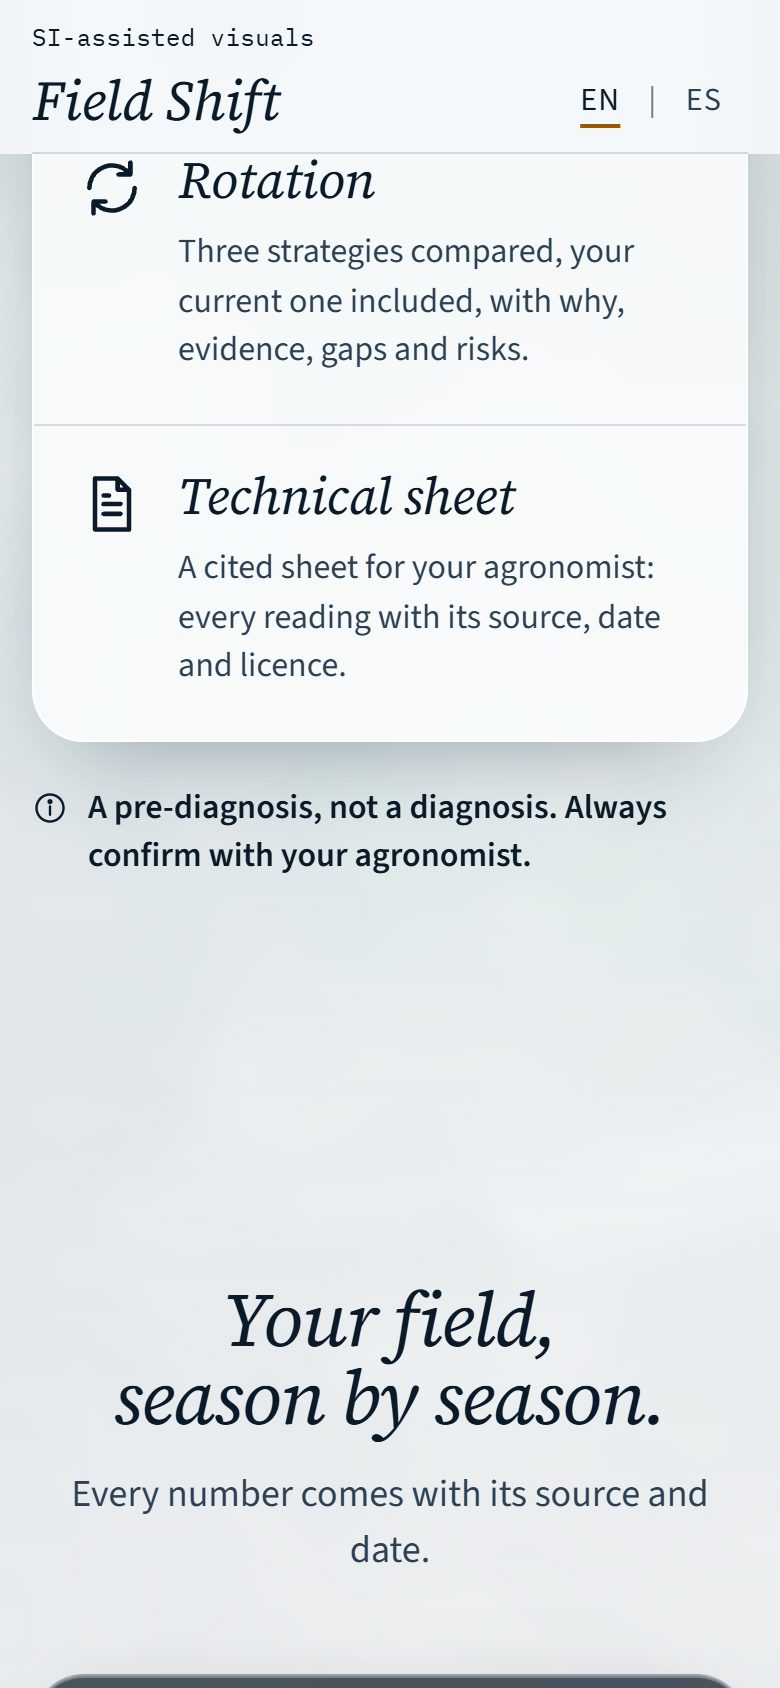 SI-assisted visuals
Field Shift
EN | ES
Rotation
Three strategies compared, your
current one included, with why,
evidence, gaps and risks.
Technical sheet
A cited sheet for your agronomist:
every reading with its source, date
and licence.
A pre-diagnosis, not a diagnosis. Always
confirm with your agronomist.
Your field,
season by season.
Every number comes with its source and
date.